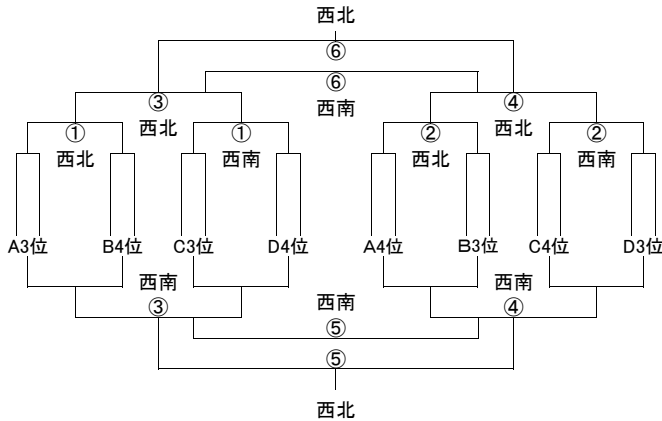 西北
⑥
⑥
西南
③ ④
西北 西北
① ① ② ②
西北 西南 西北 西南
A3位 B4位 C3位 D4位 A4位 B3位 C4位 D3位
西南 西南
③ 西南 ④
⑤
⑤
西北